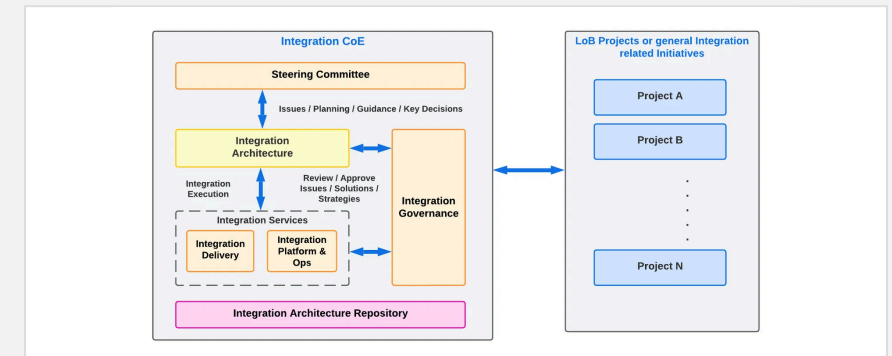 Integration CoE
Steering Committee
Issues / Planning / Guidance / Key Decisions
Integration
Architecture
Integration
Execution
Review / Approve
Issues / Solutions /
Strategies
Integration
Governance
Integration Services
Integration
Delivery
Integration
Platform &
Ops
Integration Architecture Repository
LoB Projects or general Integration
related Initiatives
Project A
Project B
.
.
.
.
.
Project N